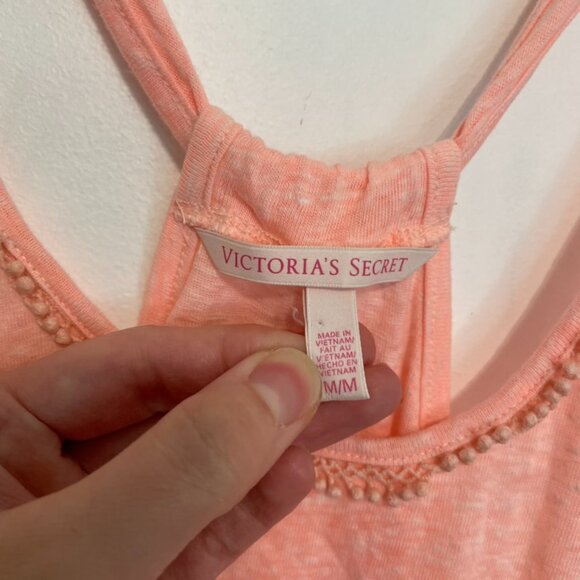 VICTORIA'S SECRET
MADE IN
VIETNAM/
FAIT AU
VIETNAM/
HECHO EN
VIETNAM
M/M